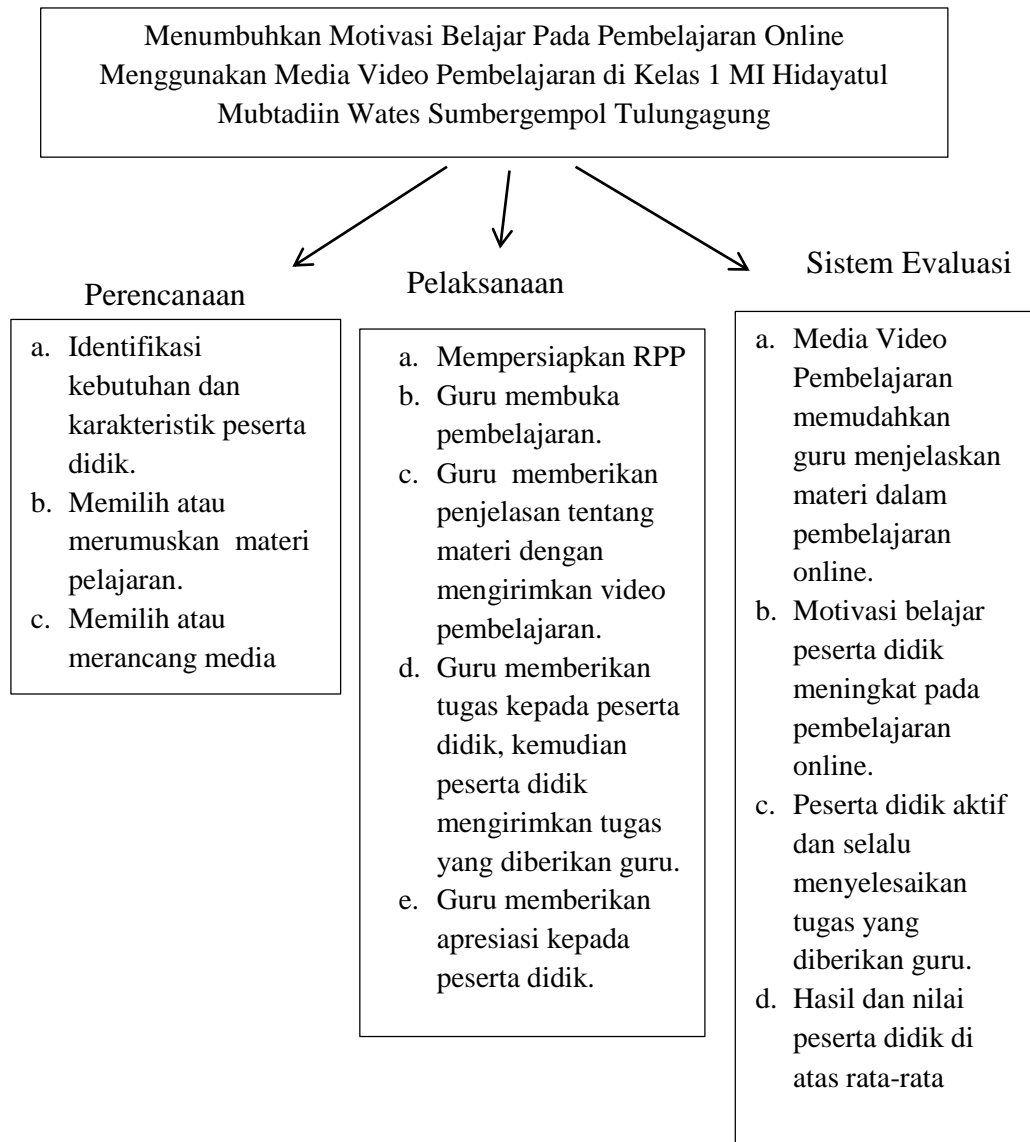 Menumbuhkan Motivasi Belajar Pada Pembelajaran Online
Menggunakan Media Video Pembelajaran di Kelas 1 MI Hidayatul
Mubtadiin Wates Sumbergempol Tulungagung
Perencanaan
a. Identifikasi
kebutuhan dan
karakteristik peserta
didik.
b. Memilih atau
merumuskan materi
pelajaran.
c. Memilih atau
merancang media
Pelaksanaan
a. Mempersiapkan RPP
b. Guru membuka
pembelajaran.
c. Guru memberikan
penjelasan tentang
materi dengan
mengirimkan video
pembelajaran.
d. Guru memberikan
tugas kepada peserta
didik, kemudian
peserta didik
mengirimkan tugas
yang diberikan guru.
e. Guru memberikan
apresiasi kepada
peserta didik.
Sistem Evaluasi
a. Media Video
Pembelajaran
memudahkan
guru menjelaskan
materi dalam
pembelajaran
online.
b. Motivasi belajar
peserta didik
meningkat pada
pembelajaran
online.
c. Peserta didik aktif
dan selalu
menyelesaikan
tugas yang
diberikan guru.
d. Hasil dan nilai
peserta didik di
atas rata-rata